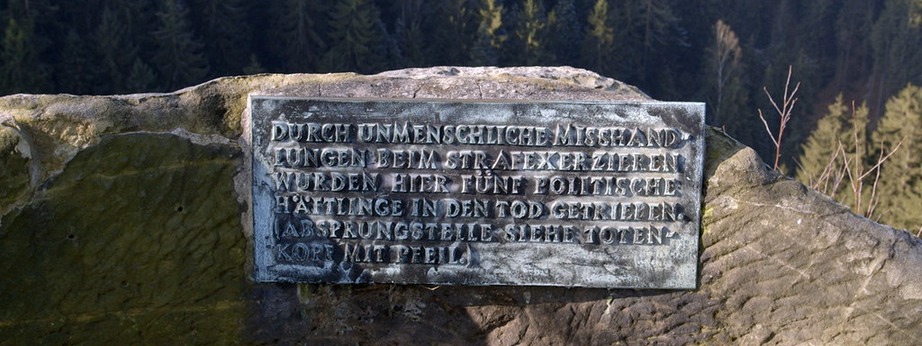 DURCH UNMENSCHLICHE MISSHAND-
LUNGEN BEIM STRAFEXERZIEREN
WURDEN HIER FÜNF POLITISCHE
HÄFTLINGE IN DEN TOD GETRIEBEN.
(ABSPRUNGSTELLE SIEHE TOTEN-
KOPF MIT PFEIL)